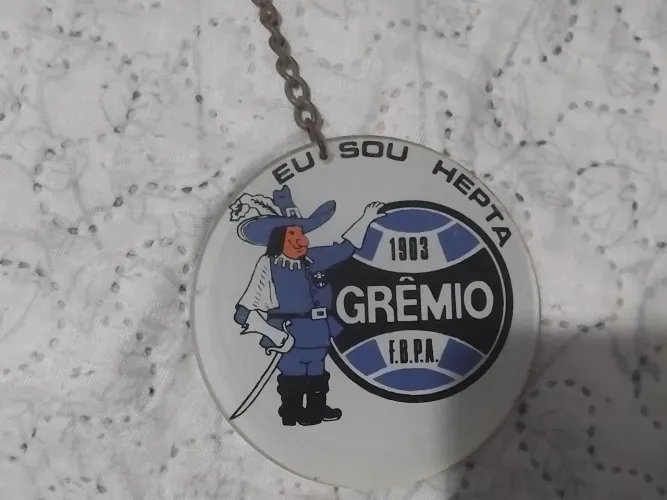 EU SOU HEPTA
1903
GRÊMIO
F.B.P.A.